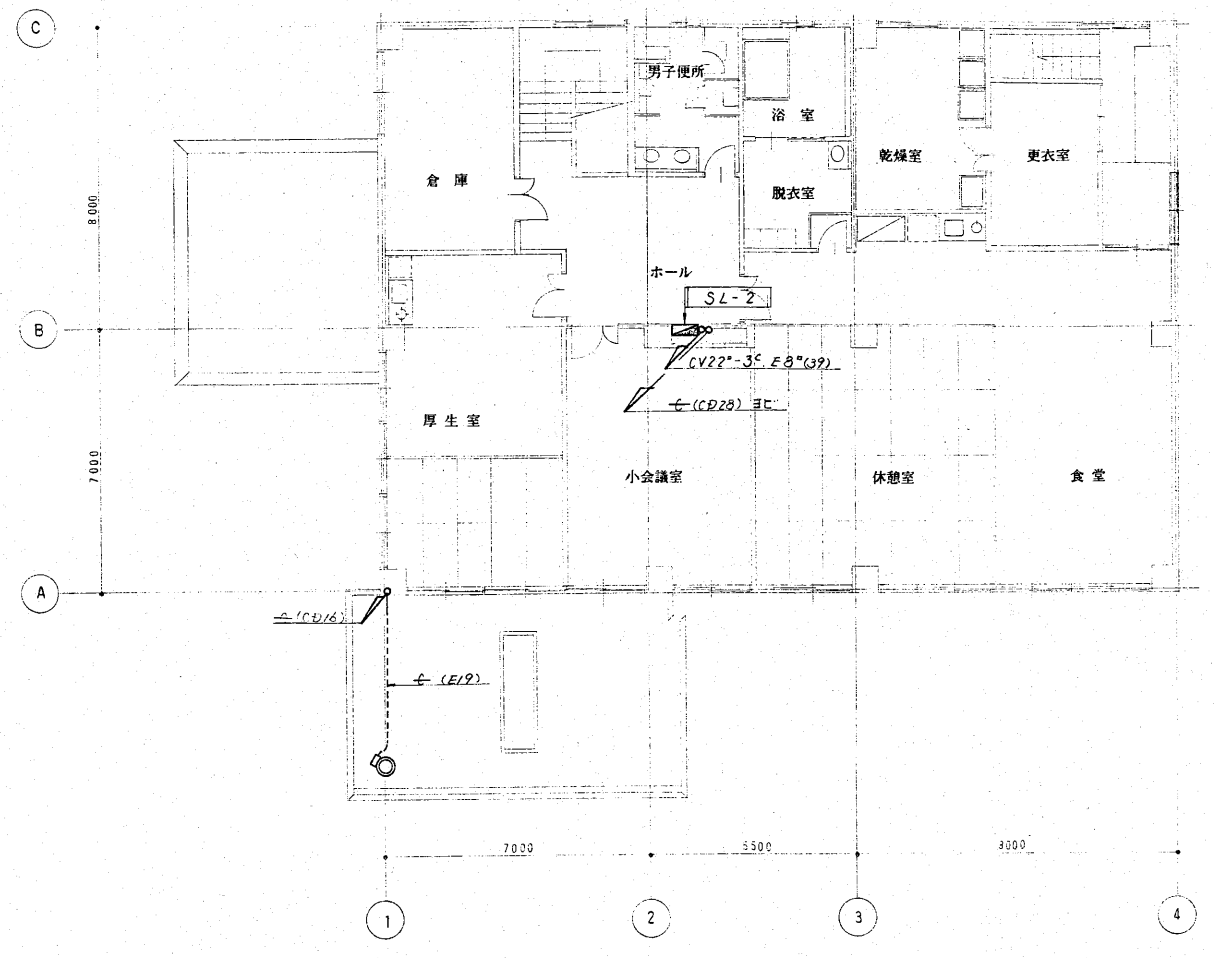 C
男子便所
浴室
乾燥室
更衣室
倉庫
脱衣室
8000
ホール
SL-2
B
CV22□-3C. E8□(39)
(CD28) ヨビ
厚生室
7000
小会議室
休憩室
食堂
A
(CD16)
(E19)
7000
5500
1
2
3
4